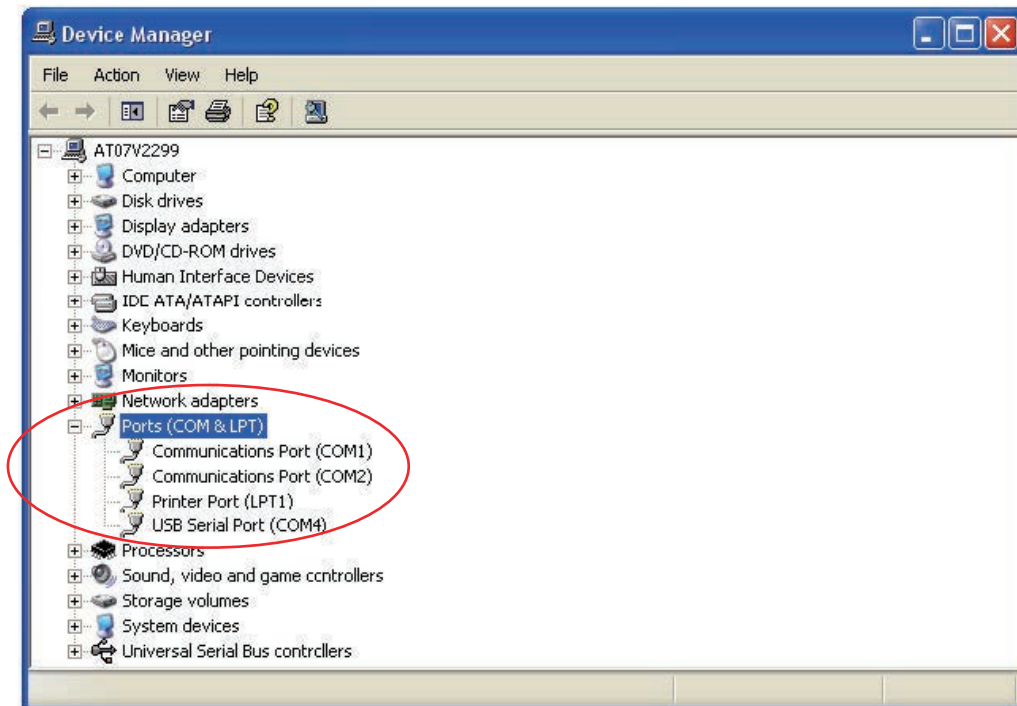 Device Manager
File Action View Help
AT07V2299
Computer
Disk drives
Display adapters
DVD/CD-ROM drives
Human Interface Devices
IDE ATA/ATAPI controllers
Keyboards
Mice and other pointing devices
Monitors
Network adapters
Ports (COM & LPT)
Communications Port (COM1)
Communications Port (COM2)
Printer Port (LPT1)
USB Serial Port (COM4)
Processors
Sound, video and game controllers
Storage volumes
System devices
Universal Serial Bus controllers